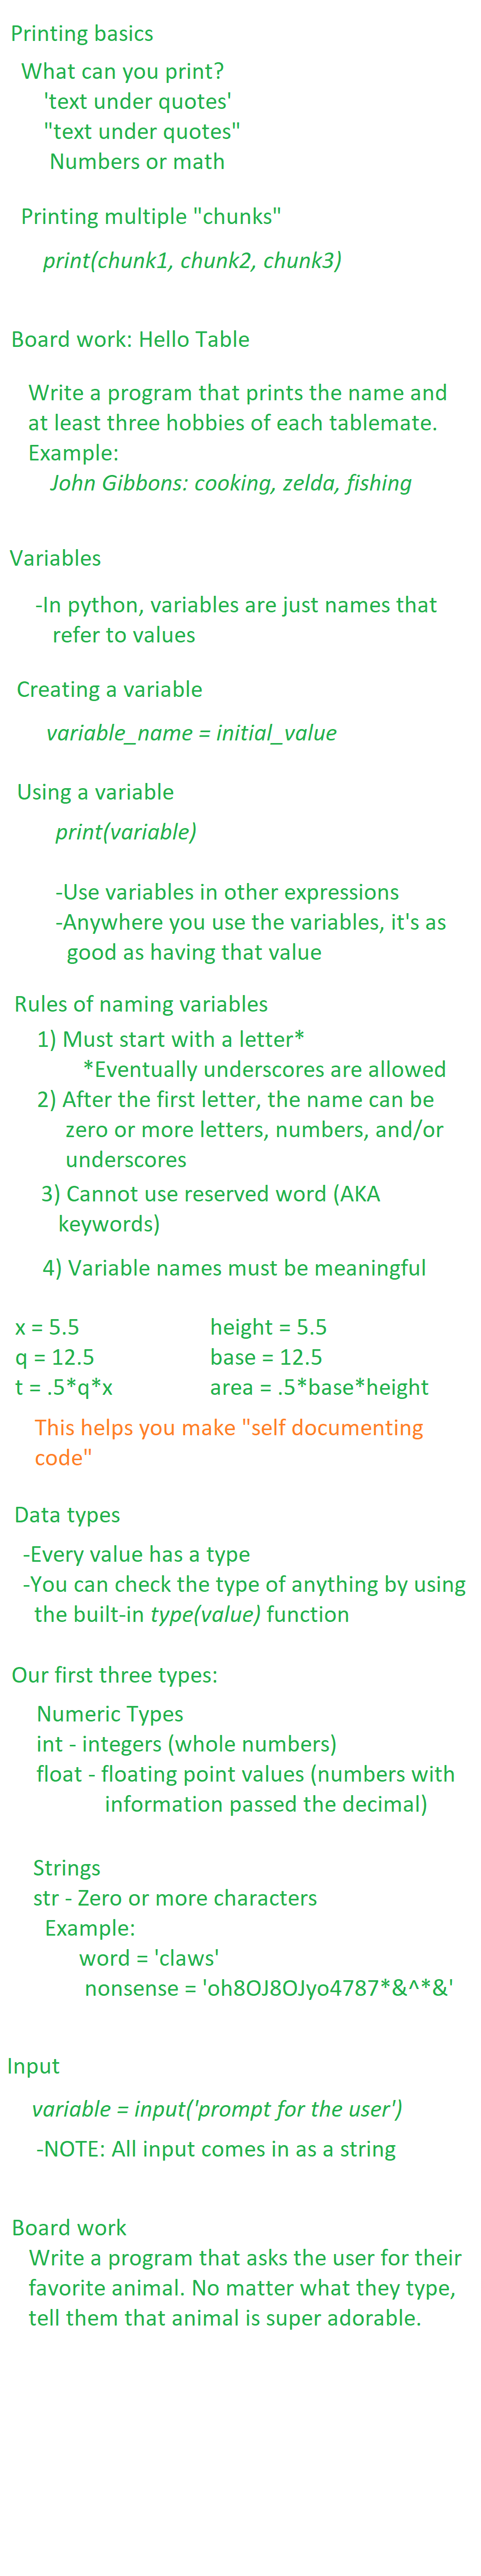 Printing basics
What can you print?
'text under quotes'
"text under quotes"
Numbers or math
Printing multiple "chunks"
print(chunk1, chunk2, chunk3)
Board work: Hello Table
Write a program that prints the name and
at least three hobbies of each tablemate.
Example:
John Gibbons: cooking, zelda, fishing
Variables
-In python, variables are just names that
refer to values
Creating a variable
variable_name = initial_value
Using a variable
print(variable)
-Use variables in other expressions
-Anywhere you use the variables, it's as
good as having that value
Rules of naming variables
1) Must start with a letter*
*Eventually underscores are allowed
2) After the first letter, the name can be
zero or more letters, numbers, and/or
underscores
3) Cannot use reserved word (AKA
keywords)
4) Variable names must be meaningful
x = 5.5 height = 5.5
q = 12.5 base = 12.5
t = .5*q*x area = .5*base*height
This helps you make "self documenting
code"
Data types
-Every value has a type
-You can check the type of anything by using
the built-in type(value) function
Our first three types:
Numeric Types
int - integers (whole numbers)
float - floating point values (numbers with
information passed the decimal)
Strings
str - Zero or more characters
Example:
word = 'claws'
nonsense = 'oh8OJ8OJyo4787*&^*&'
Input
variable = input('prompt for the user')
-NOTE: All input comes in as a string
Board work
Write a program that asks the user for their
favorite animal. No matter what they type,
tell them that animal is super adorable.